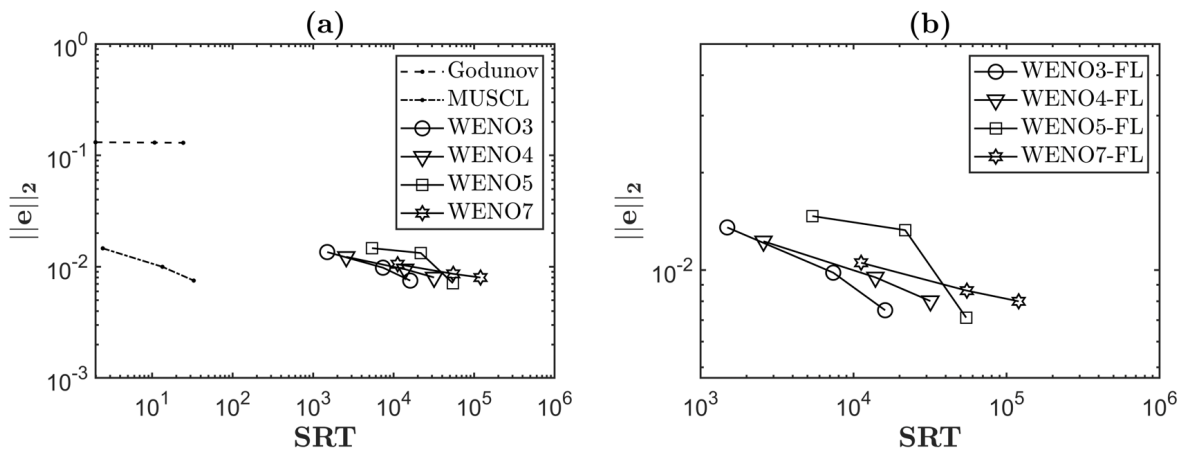 (a)
10^0
10^-1
10^-2
10^-3
||e||_2
Godunov
MUSCL
WENO3
WENO4
WENO5
WENO7
10^1 10^2 10^3 10^4 10^5 10^6
SRT
(b)
10^-2
||e||_2
WENO3-FL
WENO4-FL
WENO5-FL
WENO7-FL
10^3 10^4 10^5 10^6
SRT